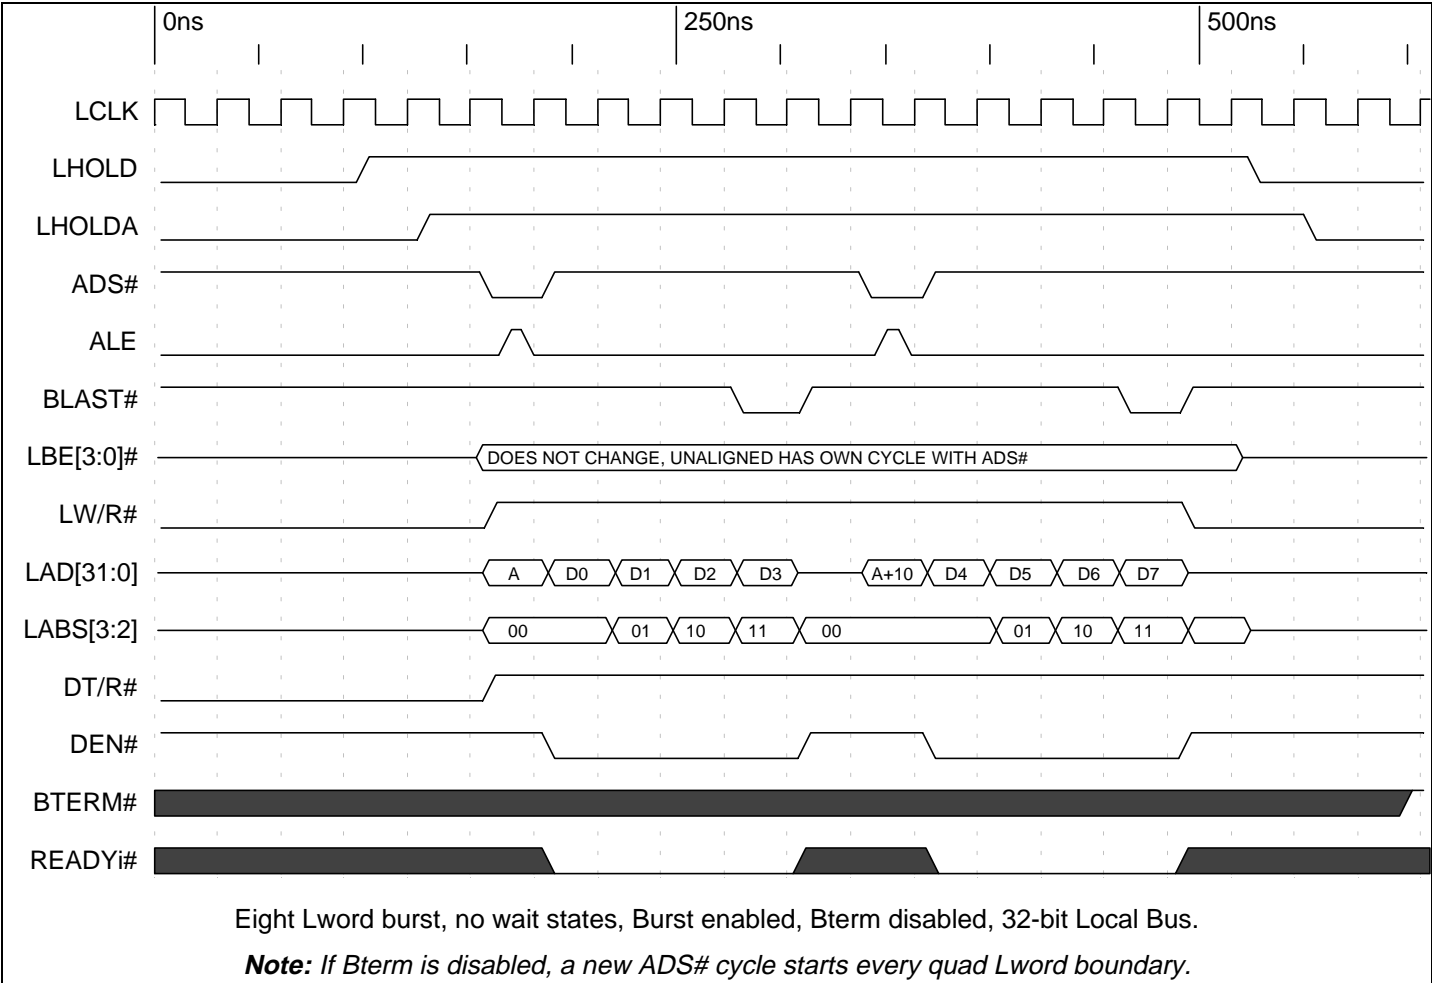 0ns 250ns 500ns
LCLK
LHOLD
LHOLDA
ADS#
ALE
BLAST#
LBE[3:0]# DOES NOT CHANGE, UNALIGNED HAS OWN CYCLE WITH ADS#
LW/R#
LAD[31:0] A D0 D1 D2 D3 A+10 D4 D5 D6 D7
LABS[3:2] 00 01 10 11 00 01 10 11
DT/R#
DEN#
BTERM#
READYi#
Eight Lword burst, no wait states, Burst enabled, Bterm disabled, 32-bit Local Bus.
Note: If Bterm is disabled, a new ADS# cycle starts every quad Lword boundary.